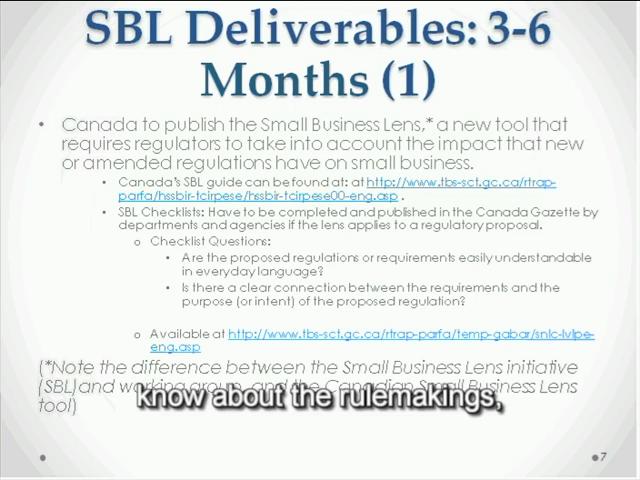 SBL Deliverables: 3-6
Months (1)
• Canada to publish the Small Business Lens,* a new tool that
requires regulators to take into account the impact that new
or amended regulations have on small business.
• Canada's SBL guide can be found at: at http://www.tbs-sct.gc.ca/rtrap-
parfa/hssbir-tcirpese/hssbir-tcirpese00-eng.asp .
• SBL Checklists: Have to be completed and published in the Canada Gazette by
departments and agencies if the lens applies to a regulatory proposal.
o Checklist Questions:
• Are the proposed regulations or requirements easily understandable
in everyday language?
• Is there a clear connection between the requirements and the
purpose (or intent) of the proposed regulation?
o Available at http://www.tbs-sct.gc.ca/rtrap-parfa/temp-gabar/snlc-lvlpe-
eng.asp
(*Note the difference between the Small Business Lens initiative
(SBL)and working group, and the Canadian Small Business Lens
tool)
know about the rulemakings,
7